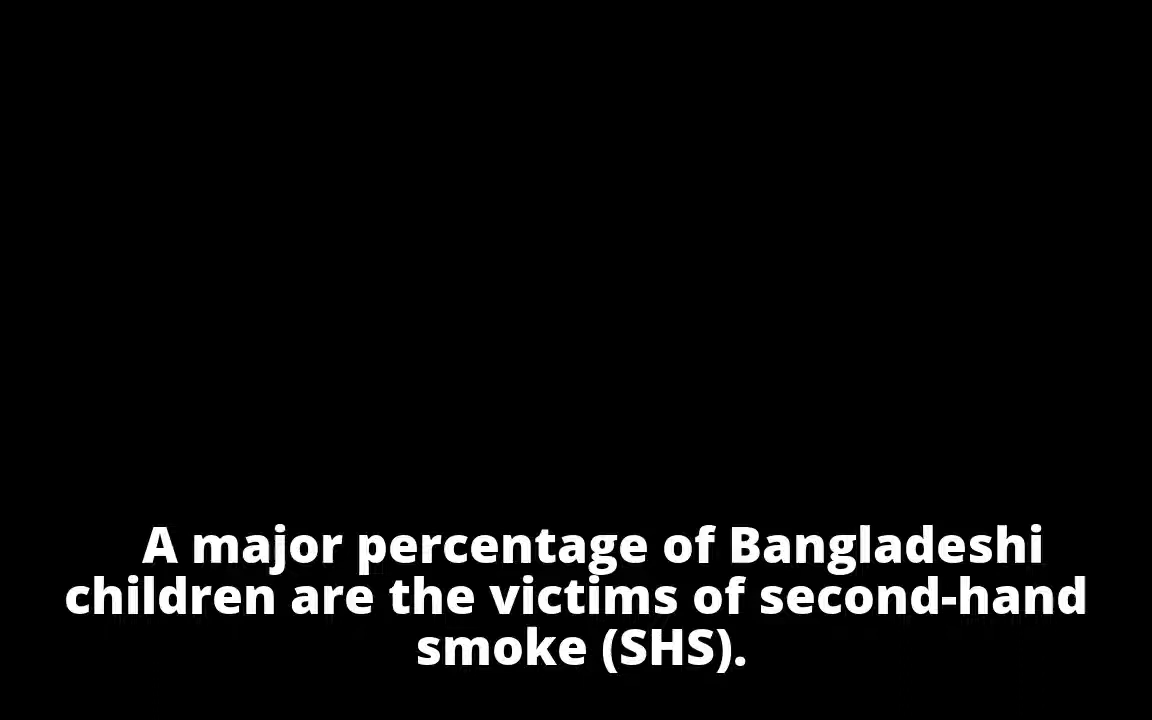 A major percentage of Bangladeshi
children are the victims of second-hand
smoke (SHS).